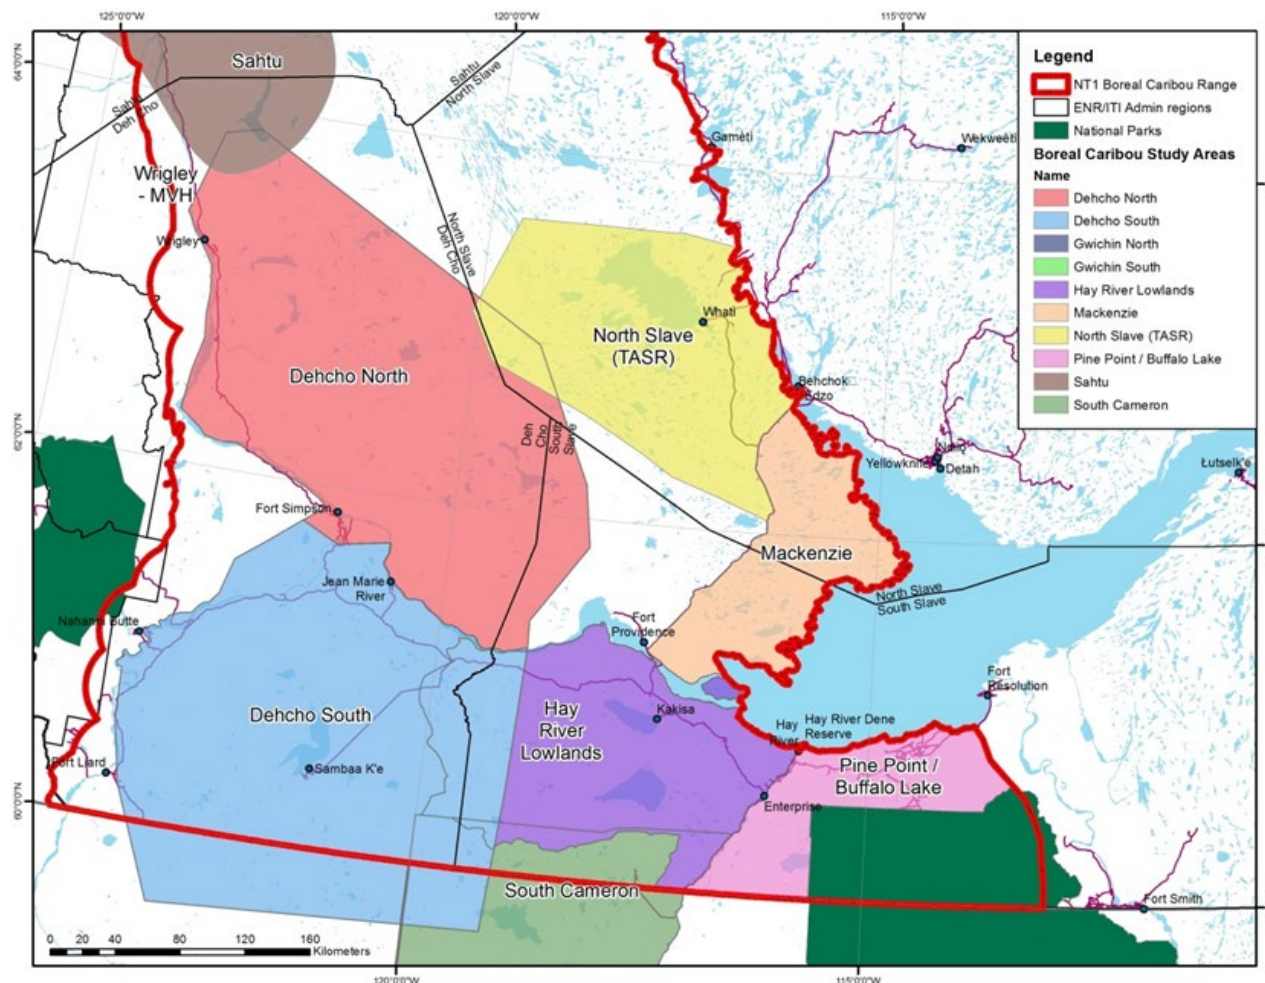 125°0'0"W
120°0'0"W
115°0'0"W
64°0'0"N
Sahtu
Sahtu
North Slave
Sahtu
Deh Cho
Legend
NT1 Boreal Caribou Range
ENR/ITI Admin regions
National Parks
Boreal Caribou Study Areas
Name
Dehcho North
Dehcho South
Gwichin North
Gwichin South
Hay River Lowlands
Mackenzie
North Slave (TASR)
Pine Point / Buffalo Lake
Sahtu
South Cameron
Gamèti
Wekweèti
Wrigley
- MVH
Wrigley
North Slave
Deh Cho
Whati
North Slave
(TASR)
Dehcho North
Behchok
Edzo
62°0'0"N
Deh
Cho
South
Slave
Yellowknife
Ndilo
Detah
Łutselk'e
Fort Simpson
Mackenzie
Jean Marie
River
North Slave
South Slave
Nahanni Butte
Fort
Providence
Fort
Resolution
Dehcho South
Hay
River
Lowlands
Kakisa
Hay
River
Hay River Dene
Reserve
Fort Liard
Sambaa K'e
Pine Point /
Buffalo Lake
Enterprise
60°0'0"N
South Cameron
Fort Smith
0 20 40 80 120 160
Kilometers
120°0'0"W
115°0'0"W